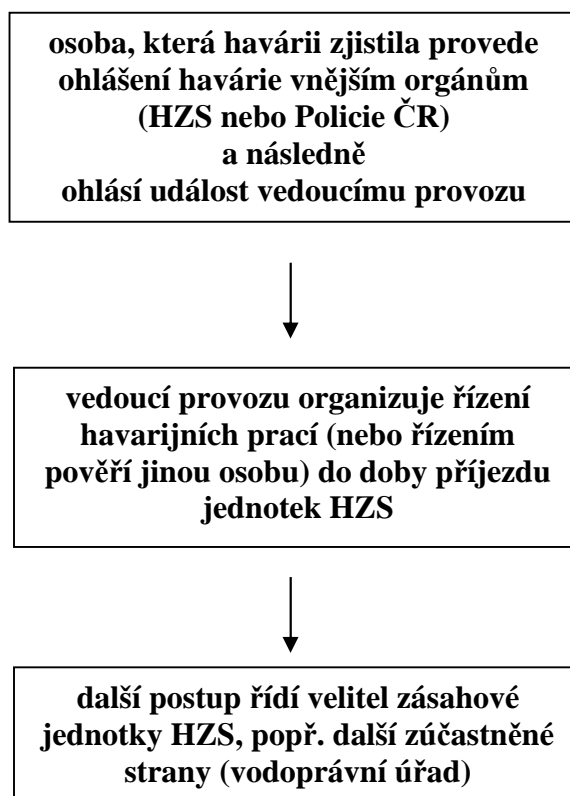 osoba, která havárii zjistila provede
ohlášení havárie vnějším orgánům
(HZS nebo Policie ČR)
a následně
ohlásí událost vedoucímu provozu
vedoucí provozu organizuje řízení
havarijních prací (nebo řízením
pověří jinou osobu) do doby příjezdu
jednotek HZS
další postup řídí velitel zásahové
jednotky HZS, popř. další zúčastněné
strany (vodoprávní úřad)